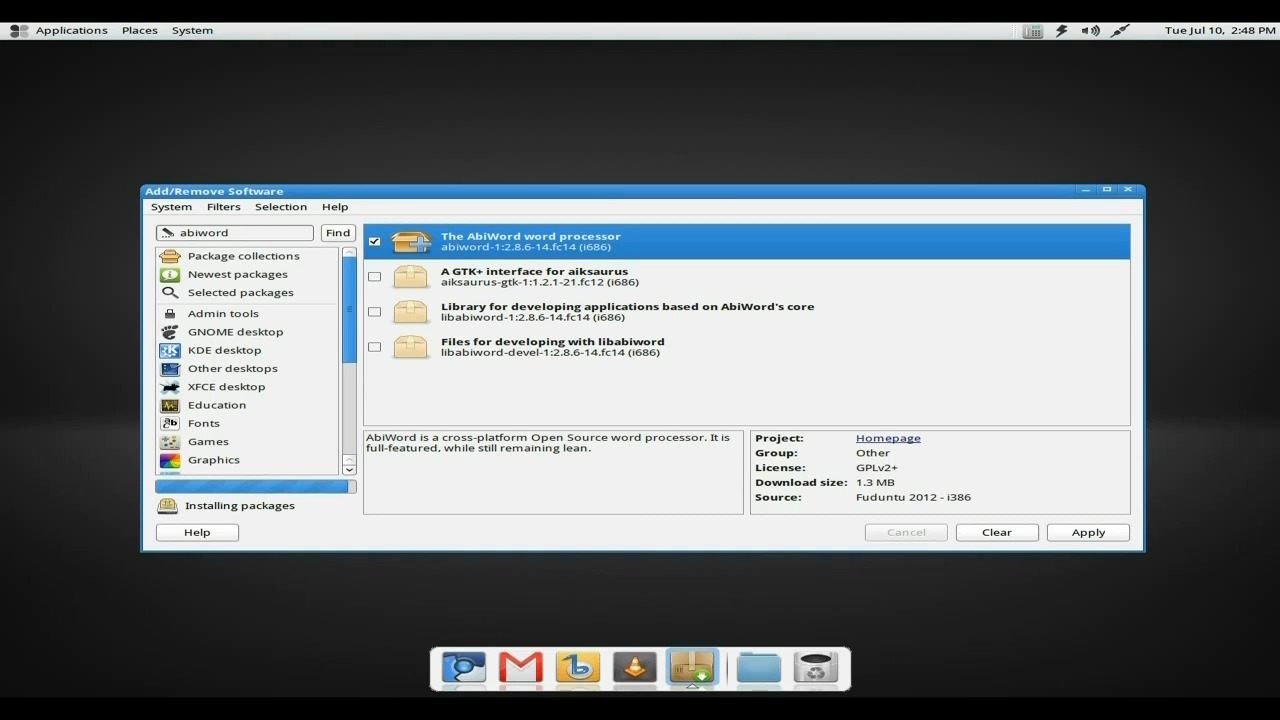 Applications Places System
Tue Jul 10, 2:48 PM
Add/Remove Software
System Filters Selection Help
abiword Find
Package collections
Newest packages
Selected packages
Admin tools
GNOME desktop
KDE desktop
Other desktops
XFCE desktop
Education
Fonts
Games
Graphics
Installing packages
The AbiWord word processor
abiword-1:2.8.6-14.fc14 (i686)
A GTK+ interface for aiksaurus
aiksaurus-gtk-1:1.2.1-21.fc12 (i686)
Library for developing applications based on AbiWord's core
libabiword-1:2.8.6-14.fc14 (i686)
Files for developing with libabiword
libabiword-devel-1:2.8.6-14.fc14 (i686)
AbiWord is a cross-platform Open Source word processor. It is
full-featured, while still remaining lean.
Project: Homepage
Group: Other
License: GPLv2+
Download size: 1.3 MB
Source: Fuduntu 2012 - i386
Help Cancel Clear Apply